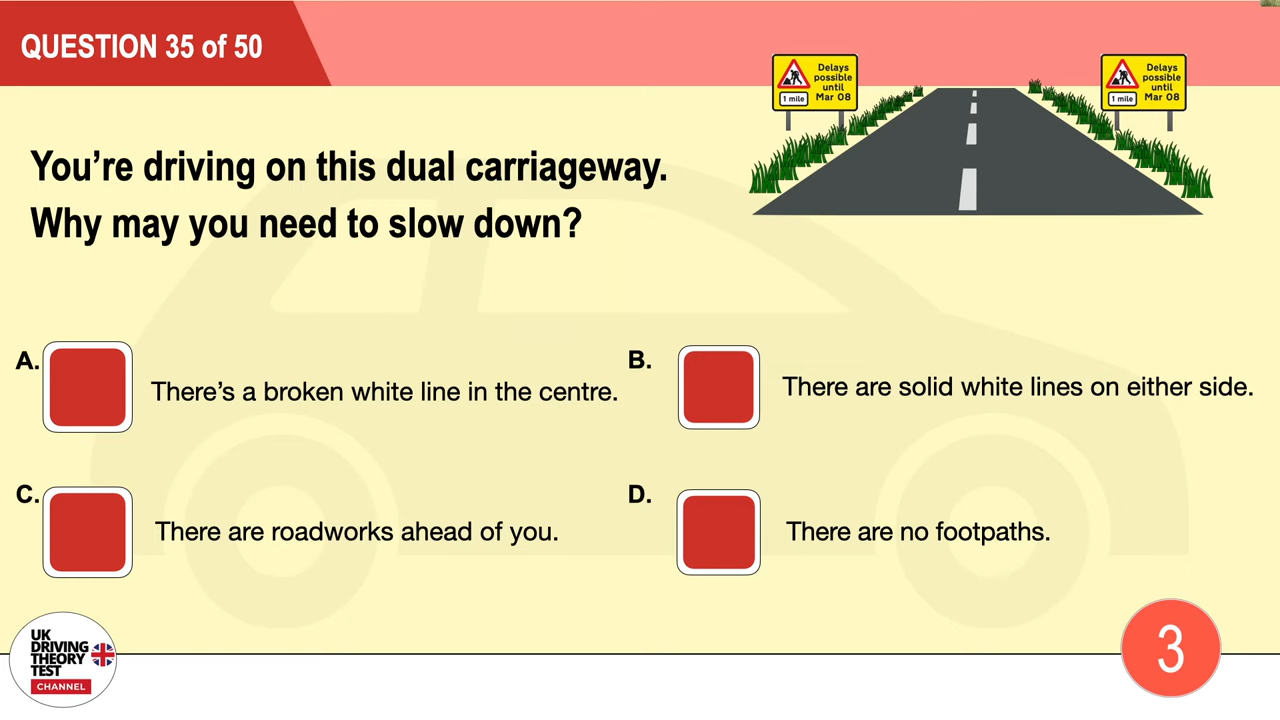 QUESTION 35 of 50
Delays
possible
until
Mar 08
1 mile
Delays
possible
until
Mar 08
1 mile
You’re driving on this dual carriageway.
Why may you need to slow down?
A.
There’s a broken white line in the centre.
B.
There are solid white lines on either side.
C.
There are roadworks ahead of you.
D.
There are no footpaths.
UK
DRIVING
THEORY
TEST
CHANNEL
3